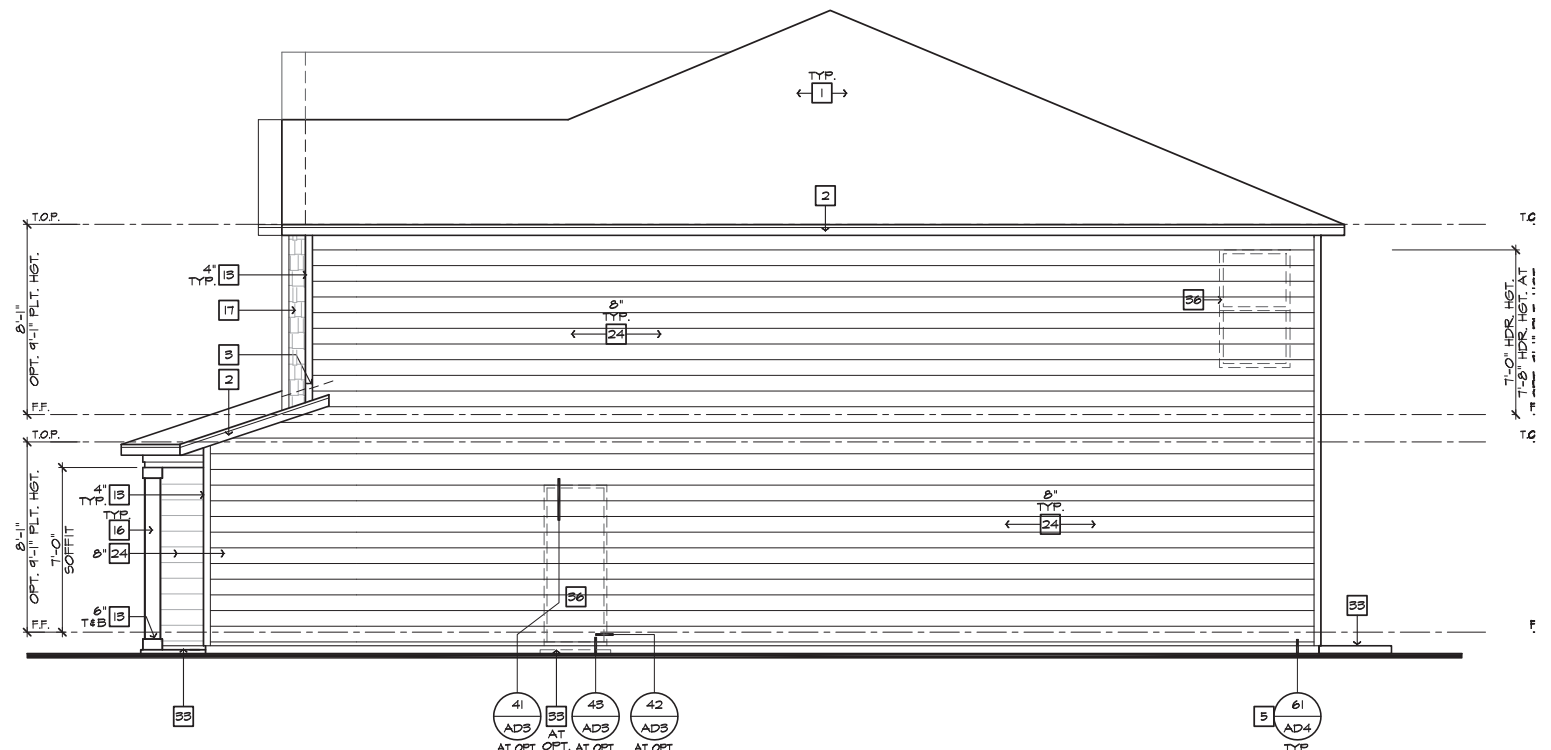 TYP.
1
2
T.O.P.
8'-1"
OPT. 9'-1" PLT. HGT.
F.F.
4"
TYP.
13
17
3
2
8"
TYP.
24
36
7'-0" HDR. HGT.
7'-8" HDR. HGT. AT
T.O.P.
8'-1"
OPT. 9'-1" PLT. HGT.
7'-0"
SOFFIT
F.F.
4"
TYP.
13
TYP.
16
8"
24
6"
T&B
13
8"
TYP.
24
36
33
33
41
AD3
AT OPT
33
AT
OPT.
43
AD3
AT OPT
42
AD3
AT OPT
5
61
AD4
TYP